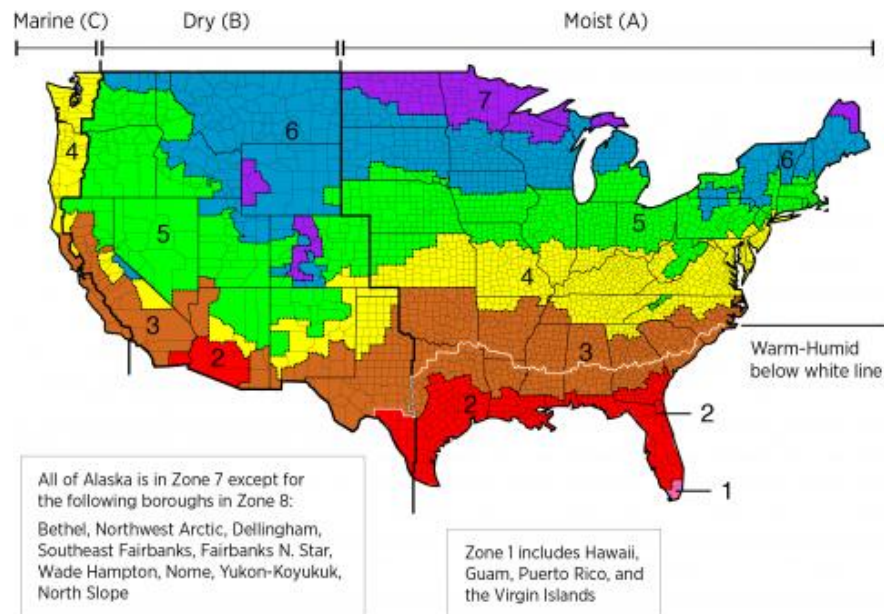 Marine (C)
Dry (B)
Moist (A)
7
6
6
4
5
5
4
3
3
Warm-Humid
below white line
2
2
2
1
All of Alaska is in Zone 7 except for
the following boroughs in Zone 8:
Bethel, Northwest Arctic, Dellingham,
Southeast Fairbanks, Fairbanks N. Star,
Wade Hampton, Nome, Yukon-Koyukuk,
North Slope
Zone 1 includes Hawaii,
Guam, Puerto Rico, and
the Virgin Islands